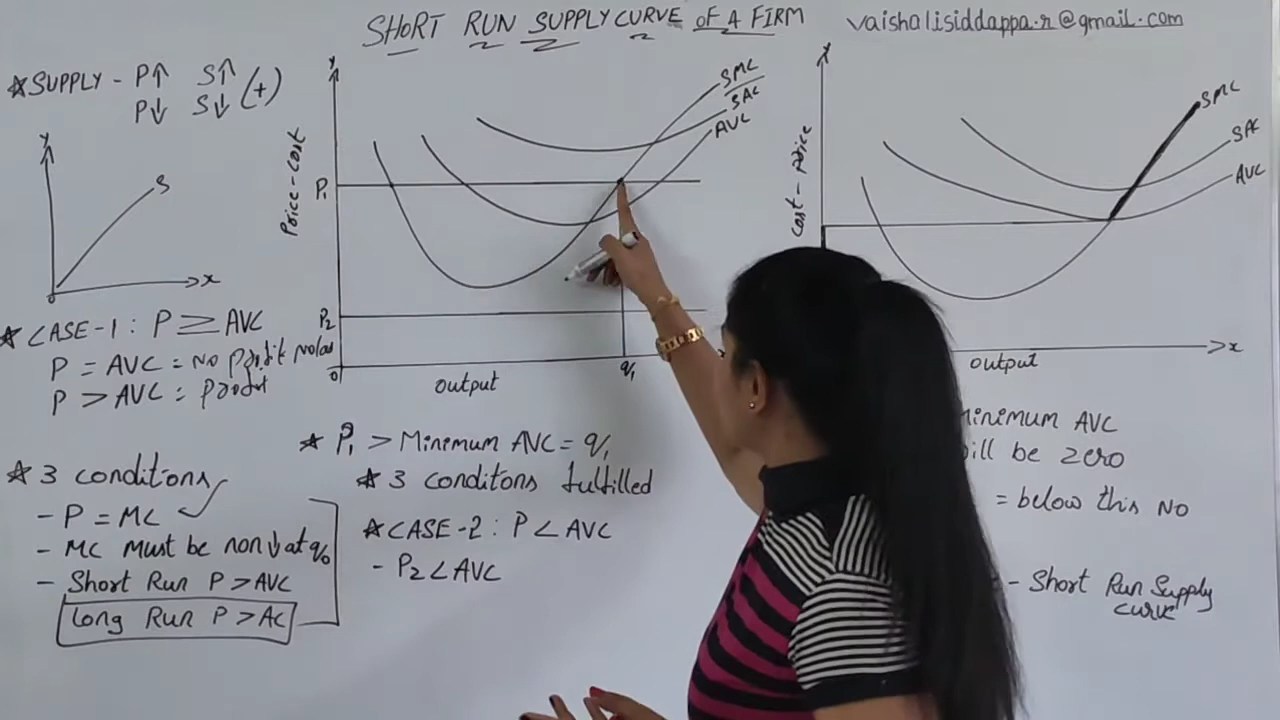 SHORT RUN SUPPLY CURVE OF A FIRM
vaishalisiddappa.r@gmail.com
☆SUPPLY - P↑ S↑ (+)
P↓ S↓
Y
S
0
x
☆ CASE-1: P ≥ AVC
P = AVC = No profit
P > AVC = profit
☆ 3 conditions
- P = MC ✓
- MC Must be non↓ at q₀
- Short Run P > AVC
Long Run P > AC
Y
Price-Cost
P₁
P₂
0
output
q₁
SMC
SAC
AVC
☆ P₁ > Minimum AVC = q₁
☆ 3 conditons fulfilled
☆CASE-2: P < AVC
- P₂ < AVC
Cost-Price
SMC
SAC
AVC
output
x
Minimum AVC
will be zero
= below this NO
- Short Run Supply
curve